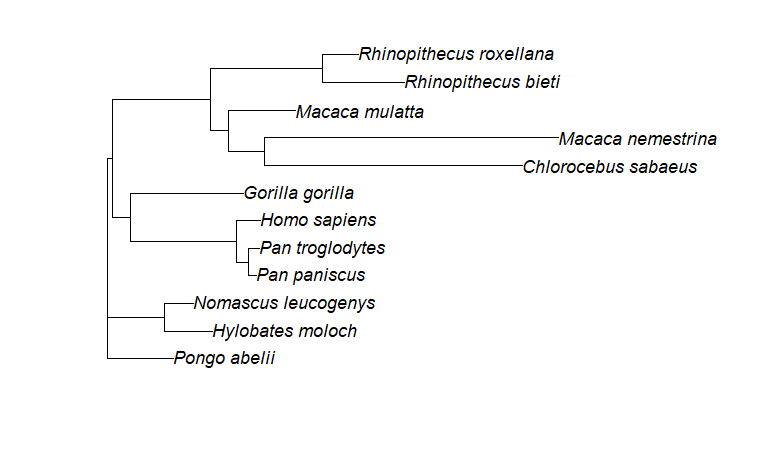 Rhinopithecus roxellana
Rhinopithecus bieti
Macaca mulatta
Macaca nemestrina
Chlorocebus sabaeus
Gorilla gorilla
Homo sapiens
Pan troglodytes
Pan paniscus
Nomascus leucogenys
Hylobates moloch
Pongo abelii